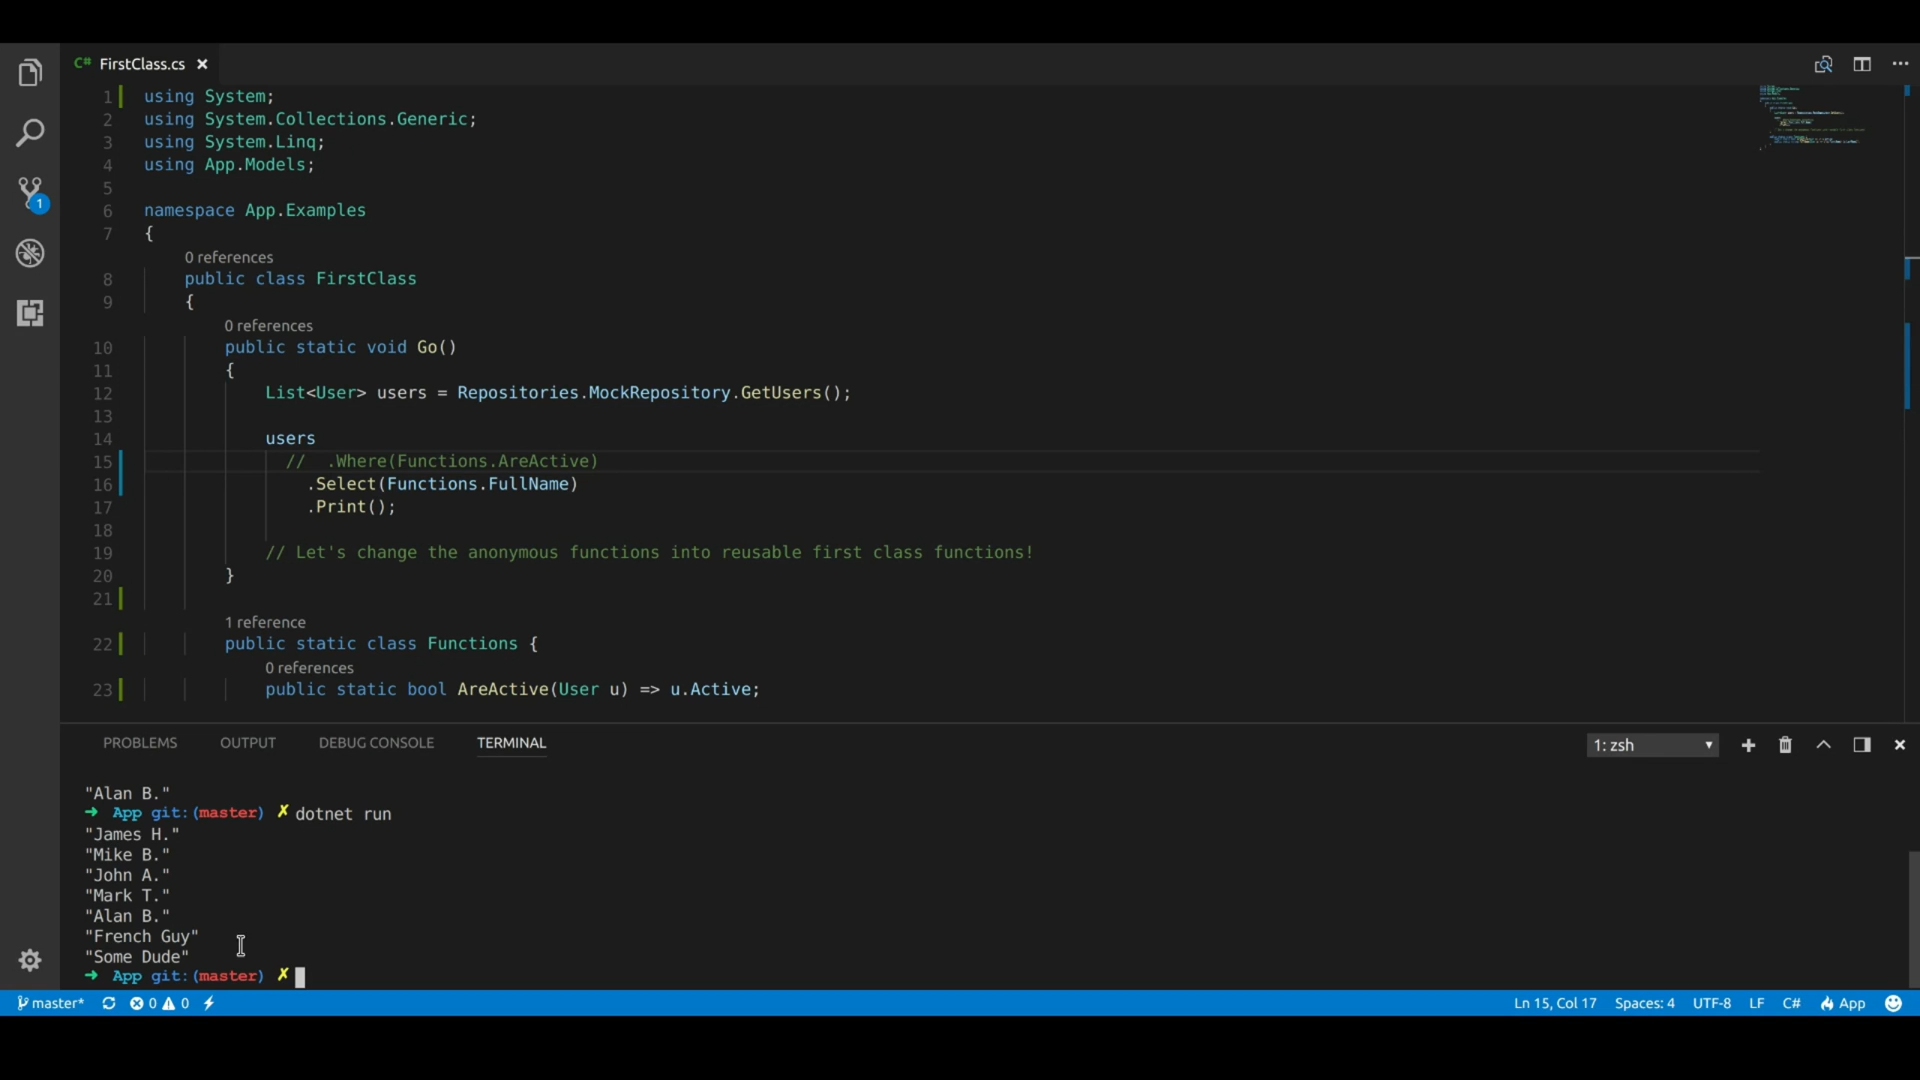 C# FirstClass.cs ×
1 using System;
2 using System.Collections.Generic;
3 using System.Linq;
4 using App.Models;
5
6 namespace App.Examples
7 {
0 references
8 public class FirstClass
9 {
0 references
10 public static void Go()
11 {
12 List<User> users = Repositories.MockRepository.GetUsers();
13
14 users
15 // .Where(Functions.AreActive)
16 .Select(Functions.FullName)
17 .Print();
18
19 // Let's change the anonymous functions into reusable first class functions!
20 }
21
1 reference
22 public static class Functions {
0 references
23 public static bool AreActive(User u) => u.Active;
1
PROBLEMS OUTPUT DEBUG CONSOLE TERMINAL 1: zsh
"Alan B."
➜ App git:(master) ✗ dotnet run
"James H."
"Mike B."
"John A."
"Mark T."
"Alan B."
"French Guy"
"Some Dude"
➜ App git:(master) ✗
master* 0 0 Ln 15, Col 17 Spaces: 4 UTF-8 LF C# App